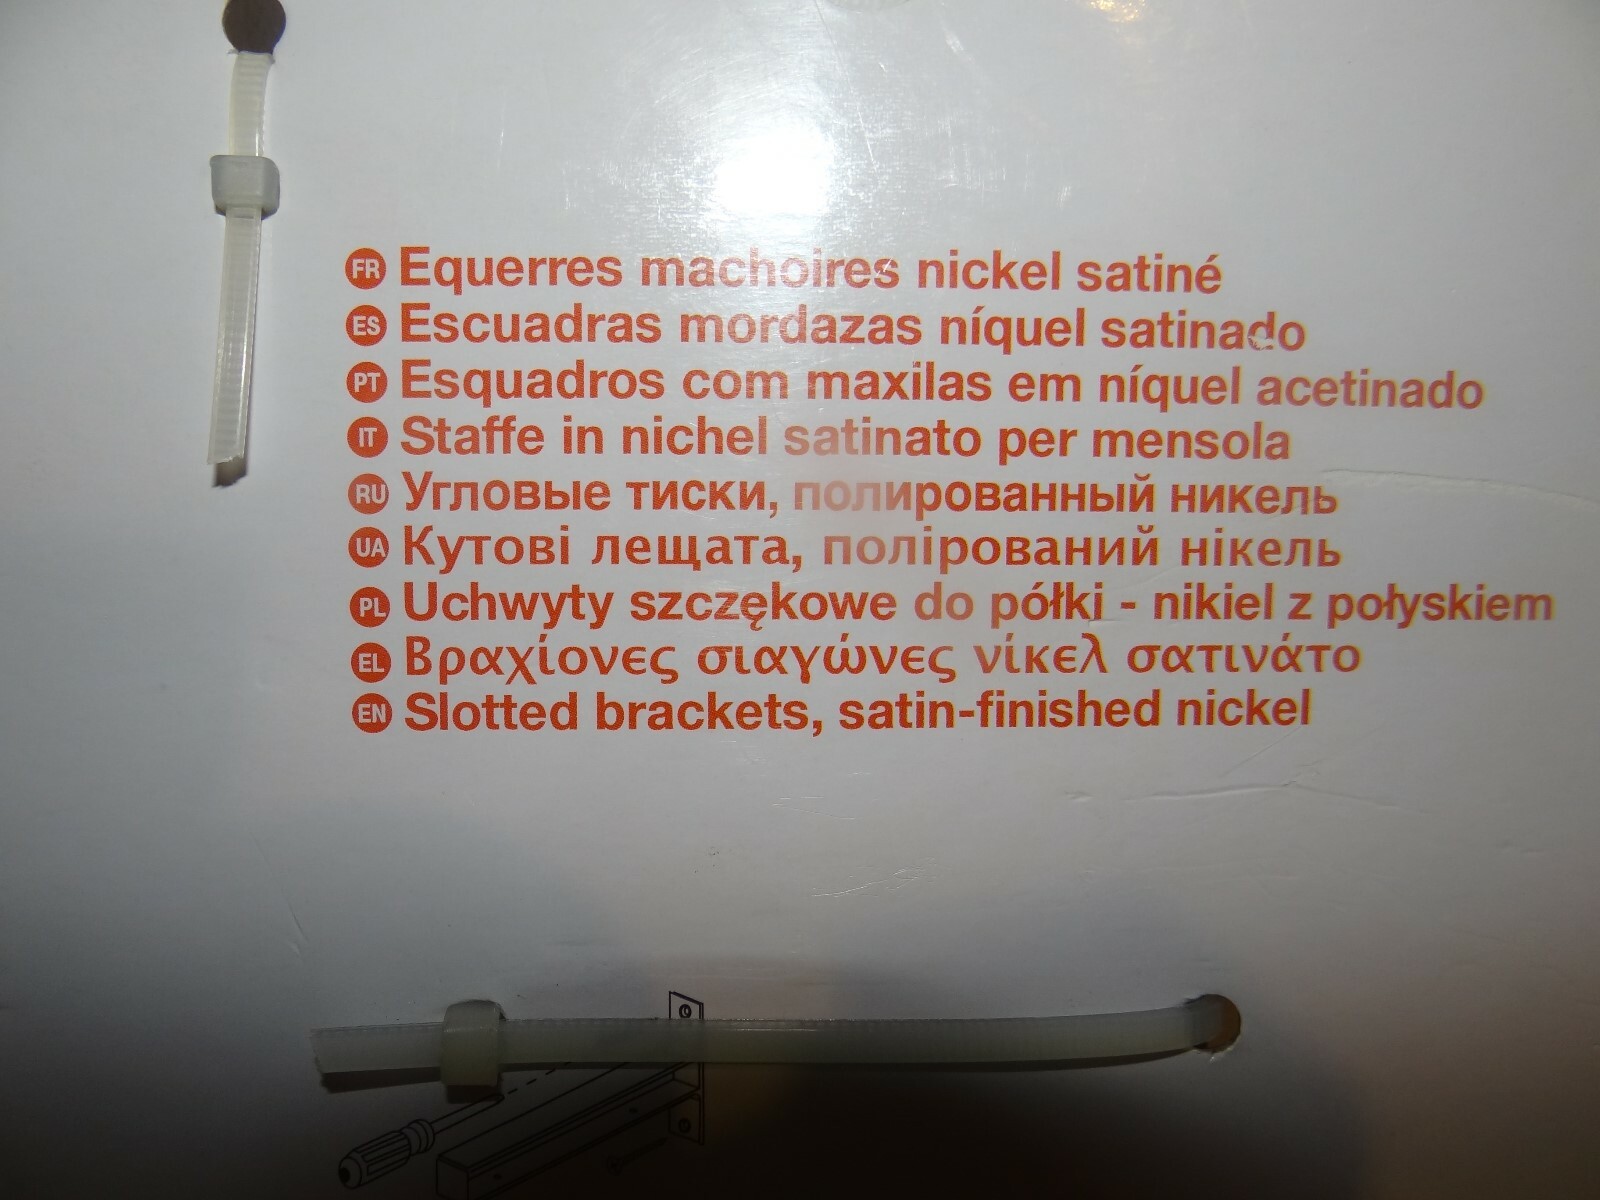 FR Equerres machoires nickel satiné
ES Escuadras mordazas níquel satinado
PT Esquadros com maxilas em níquel acetinado
IT Staffe in nichel satinato per mensola
RU Угловые тиски, полированный никель
UA Кутові лещата, полірований нікель
PL Uchwyty szczękowe do półki - nikiel z połyskiem
EL Βραχίονες σιαγώνες νίκελ σατινάτο
EN Slotted brackets, satin-finished nickel